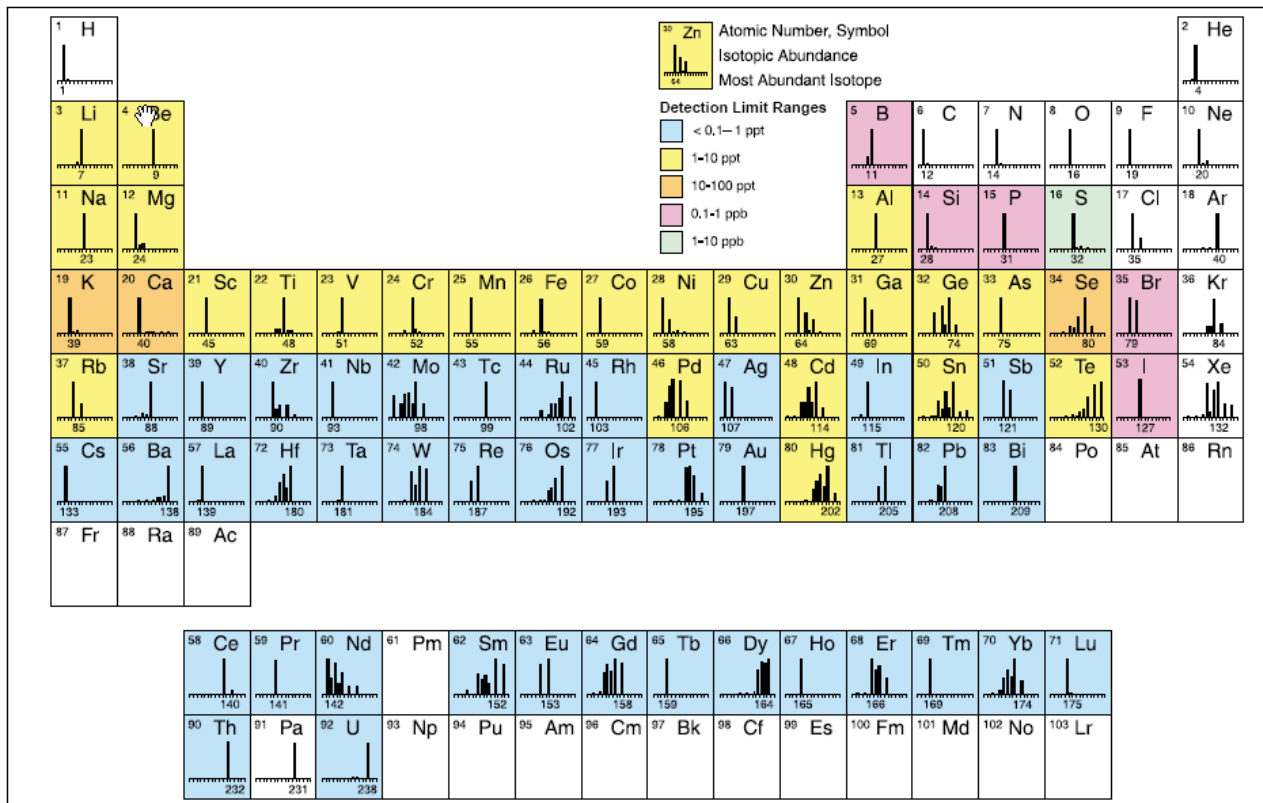 1 H
1
30 Zn
64
Atomic Number, Symbol
Isotopic Abundance
Most Abundant Isotope
2 He
4
Detection Limit Ranges
< 0,1– 1 ppt
1-10 ppt
10-100 ppt
0,1-1 ppb
1-10 ppb
3 Li 4 Be 5 B 6 C 7 N 8 O 9 F 10 Ne
7 9 11 12 14 16 19 20
11 Na 12 Mg 13 Al 14 Si 15 P 16 S 17 Cl 18 Ar
23 24 27 28 31 32 35 40
19 K 20 Ca 21 Sc 22 Ti 23 V 24 Cr 25 Mn 26 Fe 27 Co 28 Ni 29 Cu 30 Zn 31 Ga 32 Ge 33 As 34 Se 35 Br 36 Kr
39 40 45 48 51 52 55 56 59 58 63 64 69 74 75 80 79 84
37 Rb 38 Sr 39 Y 40 Zr 41 Nb 42 Mo 43 Tc 44 Ru 45 Rh 46 Pd 47 Ag 48 Cd 49 In 50 Sn 51 Sb 52 Te 53 I 54 Xe
85 88 89 90 93 98 99 102 103 106 107 114 115 120 121 130 127 132
55 Cs 56 Ba 57 La 72 Hf 73 Ta 74 W 75 Re 76 Os 77 Ir 78 Pt 79 Au 80 Hg 81 Tl 82 Pb 83 Bi 84 Po 85 At 86 Rn
133 138 139 180 181 184 187 192 193 195 197 202 205 208 209
87 Fr 88 Ra 89 Ac
58 Ce 59 Pr 60 Nd 61 Pm 62 Sm 63 Eu 64 Gd 65 Tb 66 Dy 67 Ho 68 Er 69 Tm 70 Yb 71 Lu
140 141 142 152 153 158 159 164 165 166 169 174 175
90 Th 91 Pa 92 U 93 Np 94 Pu 95 Am 96 Cm 97 Bk 98 Cf 99 Es 100 Fm 101 Md 102 No 103 Lr
232 231 238